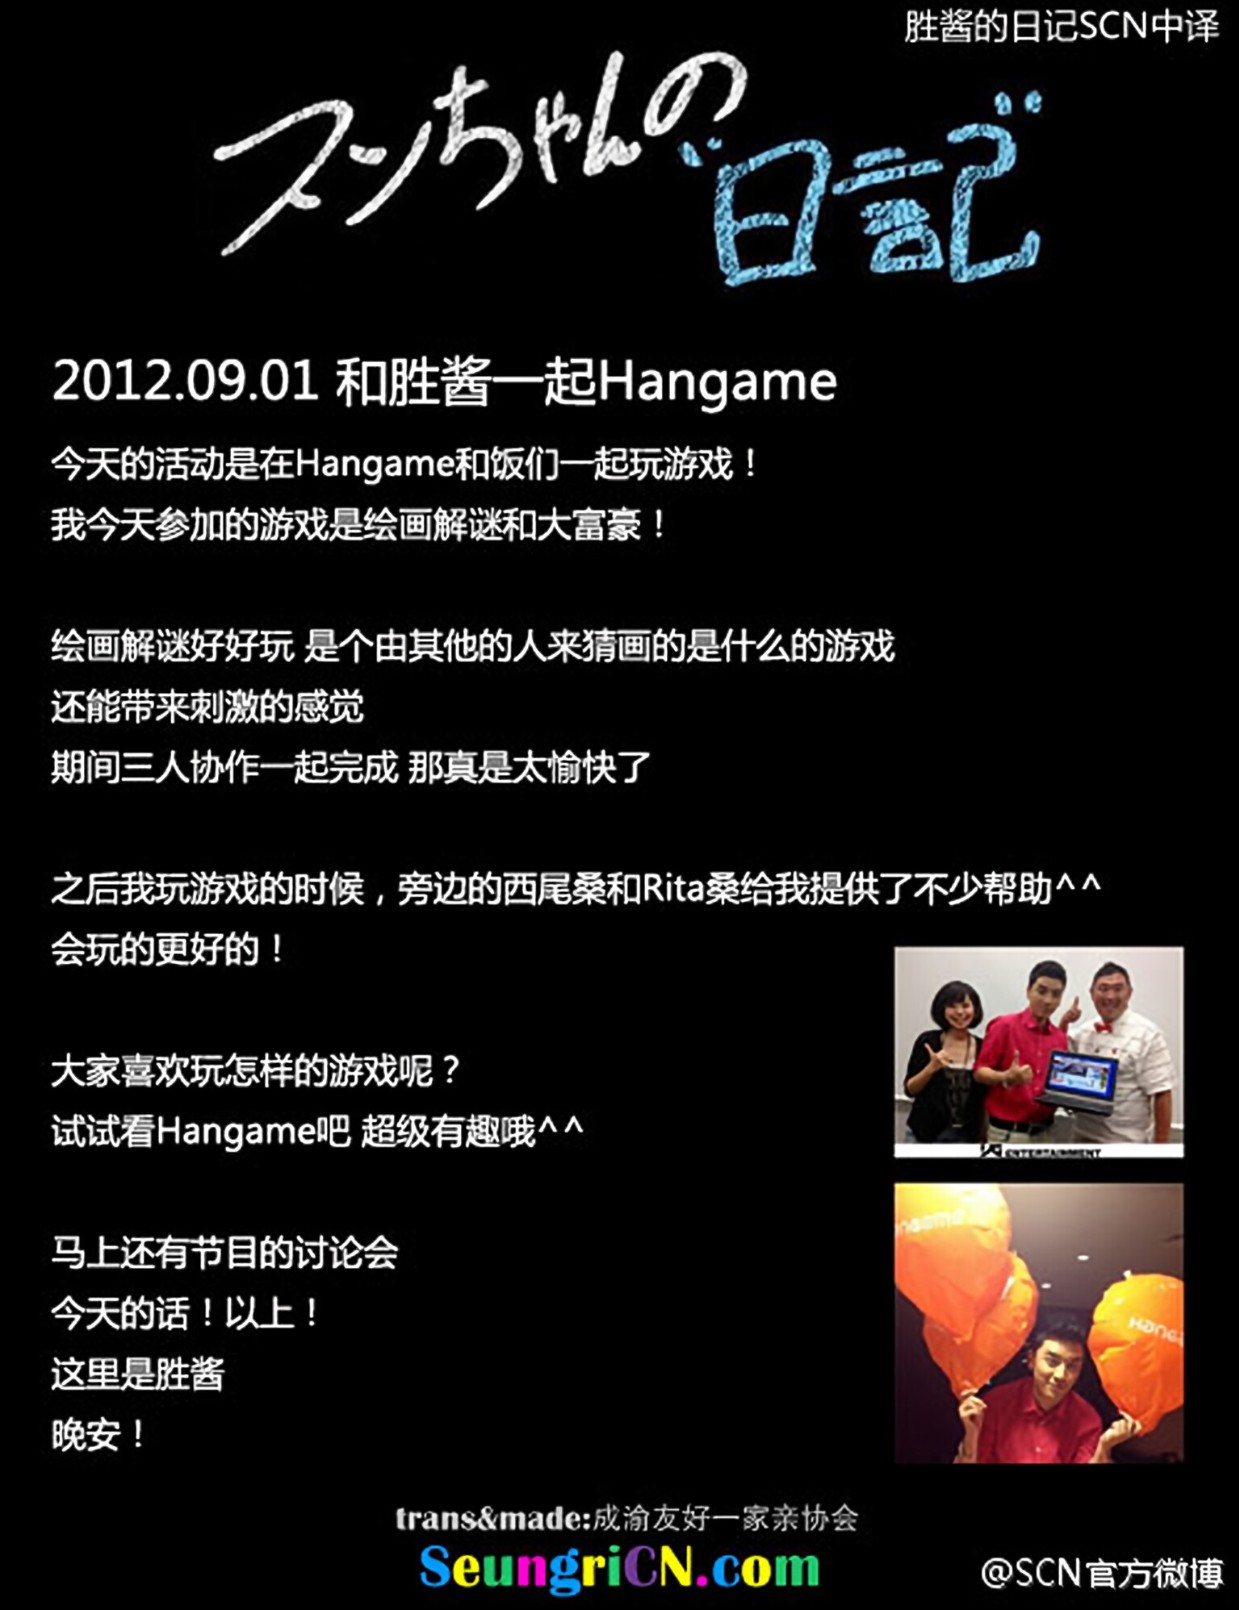 胜酱的日记SCN中译
スンちゃんの
日記
2012.09.01 和胜酱一起Hangame
今天的活动是在Hangame和饭们一起玩游戏！
我今天参加的游戏是绘画解谜和大富豪！
绘画解谜好好玩 是个由其他的人来猜画的是什么的游戏
还能带来刺激的感觉
期间三人协作一起完成 那真是太愉快了
之后我玩游戏的时候，旁边的西尾桑和Rita桑给我提供了不少帮助^^
会玩的更好的！
大家喜欢玩怎样的游戏呢？
试试看Hangame吧 超级有趣哦^^
马上还有节目的讨论会
今天的话！以上！
这里是胜酱
晚安！
YG ENTERTAINMENT
Hangame
trans&made:成渝友好一家亲协会
SeungriCN.com
@SCN官方微博